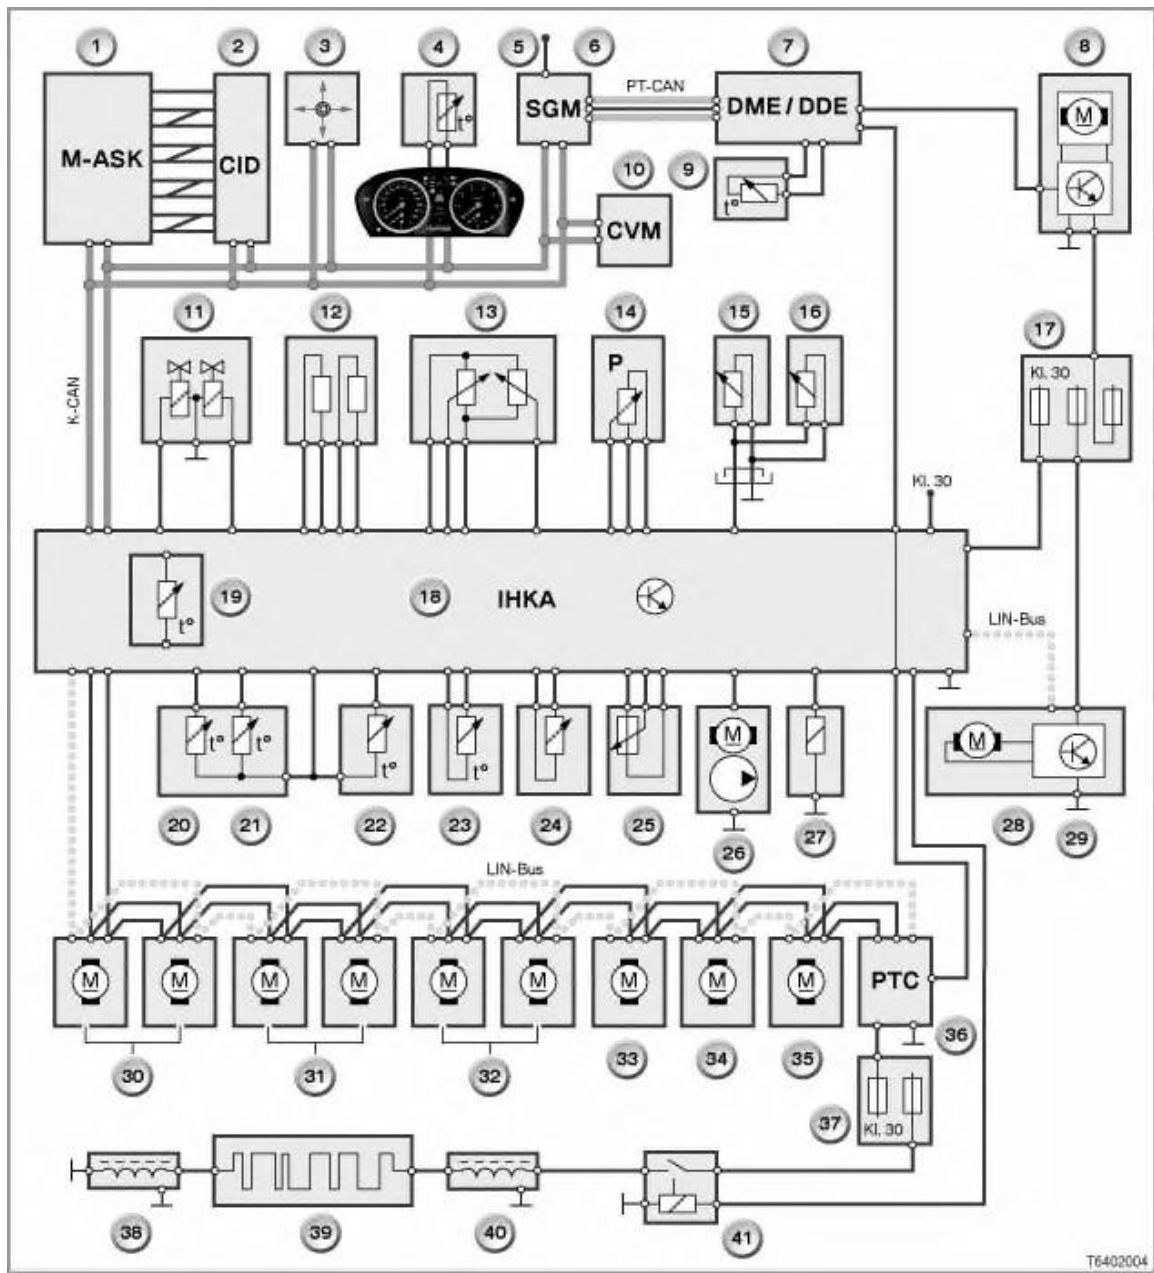 1
2
3
4
5
6
7
8
M-ASK
CID
t°
SGM
PT-CAN
DME / DDE
M
10
9
t°
CVM
11
12
13
14
15
16
17
K-CAN
P
Kl. 30
Kl. 30
19
t°
18
IHKA
LIN-Bus
t°
t°
t°
t°
M
M
20
21
22
23
24
25
26
27
28
29
LIN-Bus
M
M
M
M
M
M
M
M
M
PTC
30
31
32
33
34
35
36
37
Kl. 30
38
39
40
41
T6402004